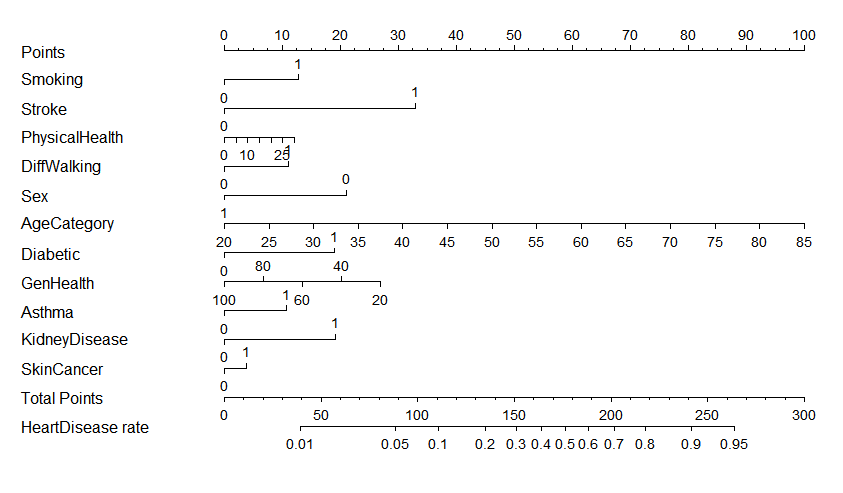 0 10 20 30 40 50 60 70 80 90 100
Points
1
Smoking
0 1
Stroke
0
PhysicalHealth
0 10 25 1
DiffWalking
0 0
Sex
1
AgeCategory
20 25 30 1 35 40 45 50 55 60 65 70 75 80 85
Diabetic
0 80 40
GenHealth
100 1 60 20
Asthma
0 1
KidneyDisease
0 1
SkinCancer
0
Total Points
0 50 100 150 200 250 300
HeartDisease rate
0.01 0.05 0.1 0.2 0.3 0.4 0.5 0.6 0.7 0.8 0.9 0.95